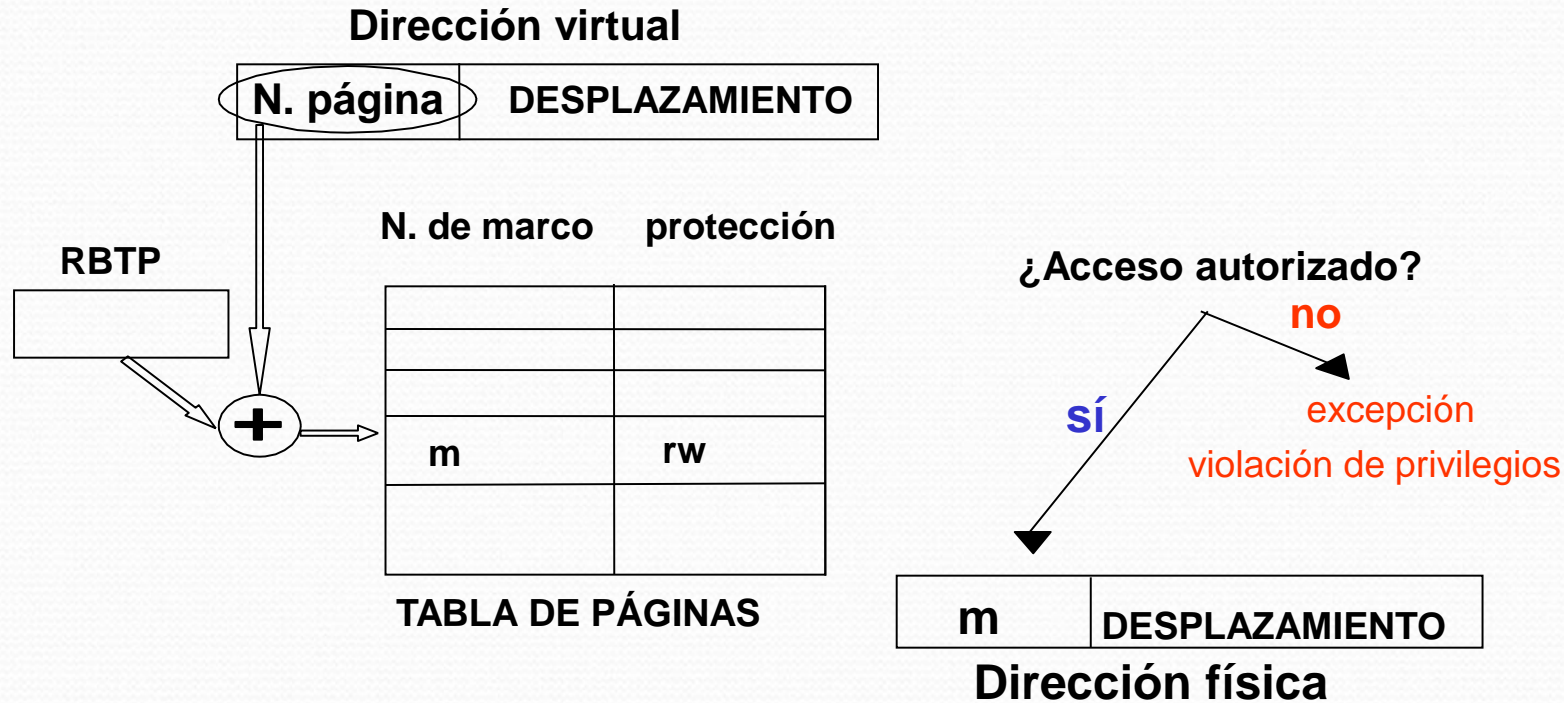 Dirección virtual
N. página DESPLAZAMIENTO
N. de marco protección
RBTP
¿Acceso autorizado?
no
sí
excepción
violación de privilegios
+
m rw
TABLA DE PÁGINAS
m DESPLAZAMIENTO
Dirección física